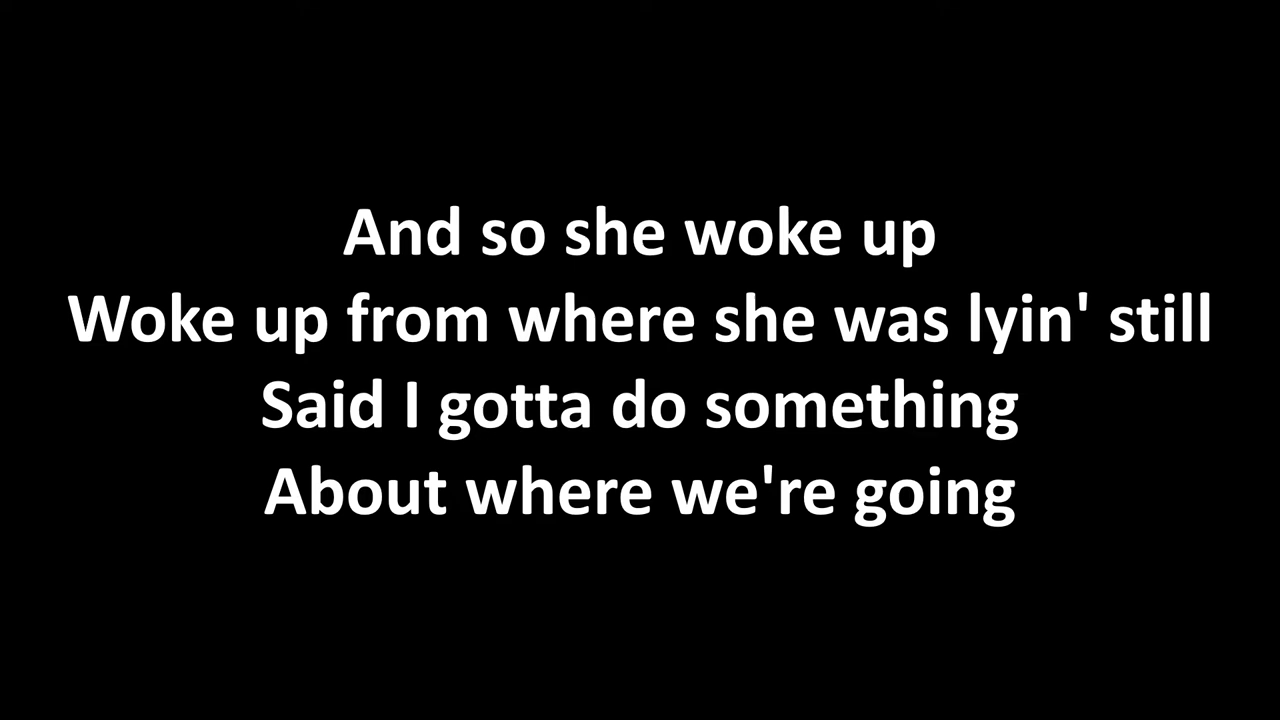 And so she woke up
Woke up from where she was lyin' still
Said I gotta do something
About where we're going